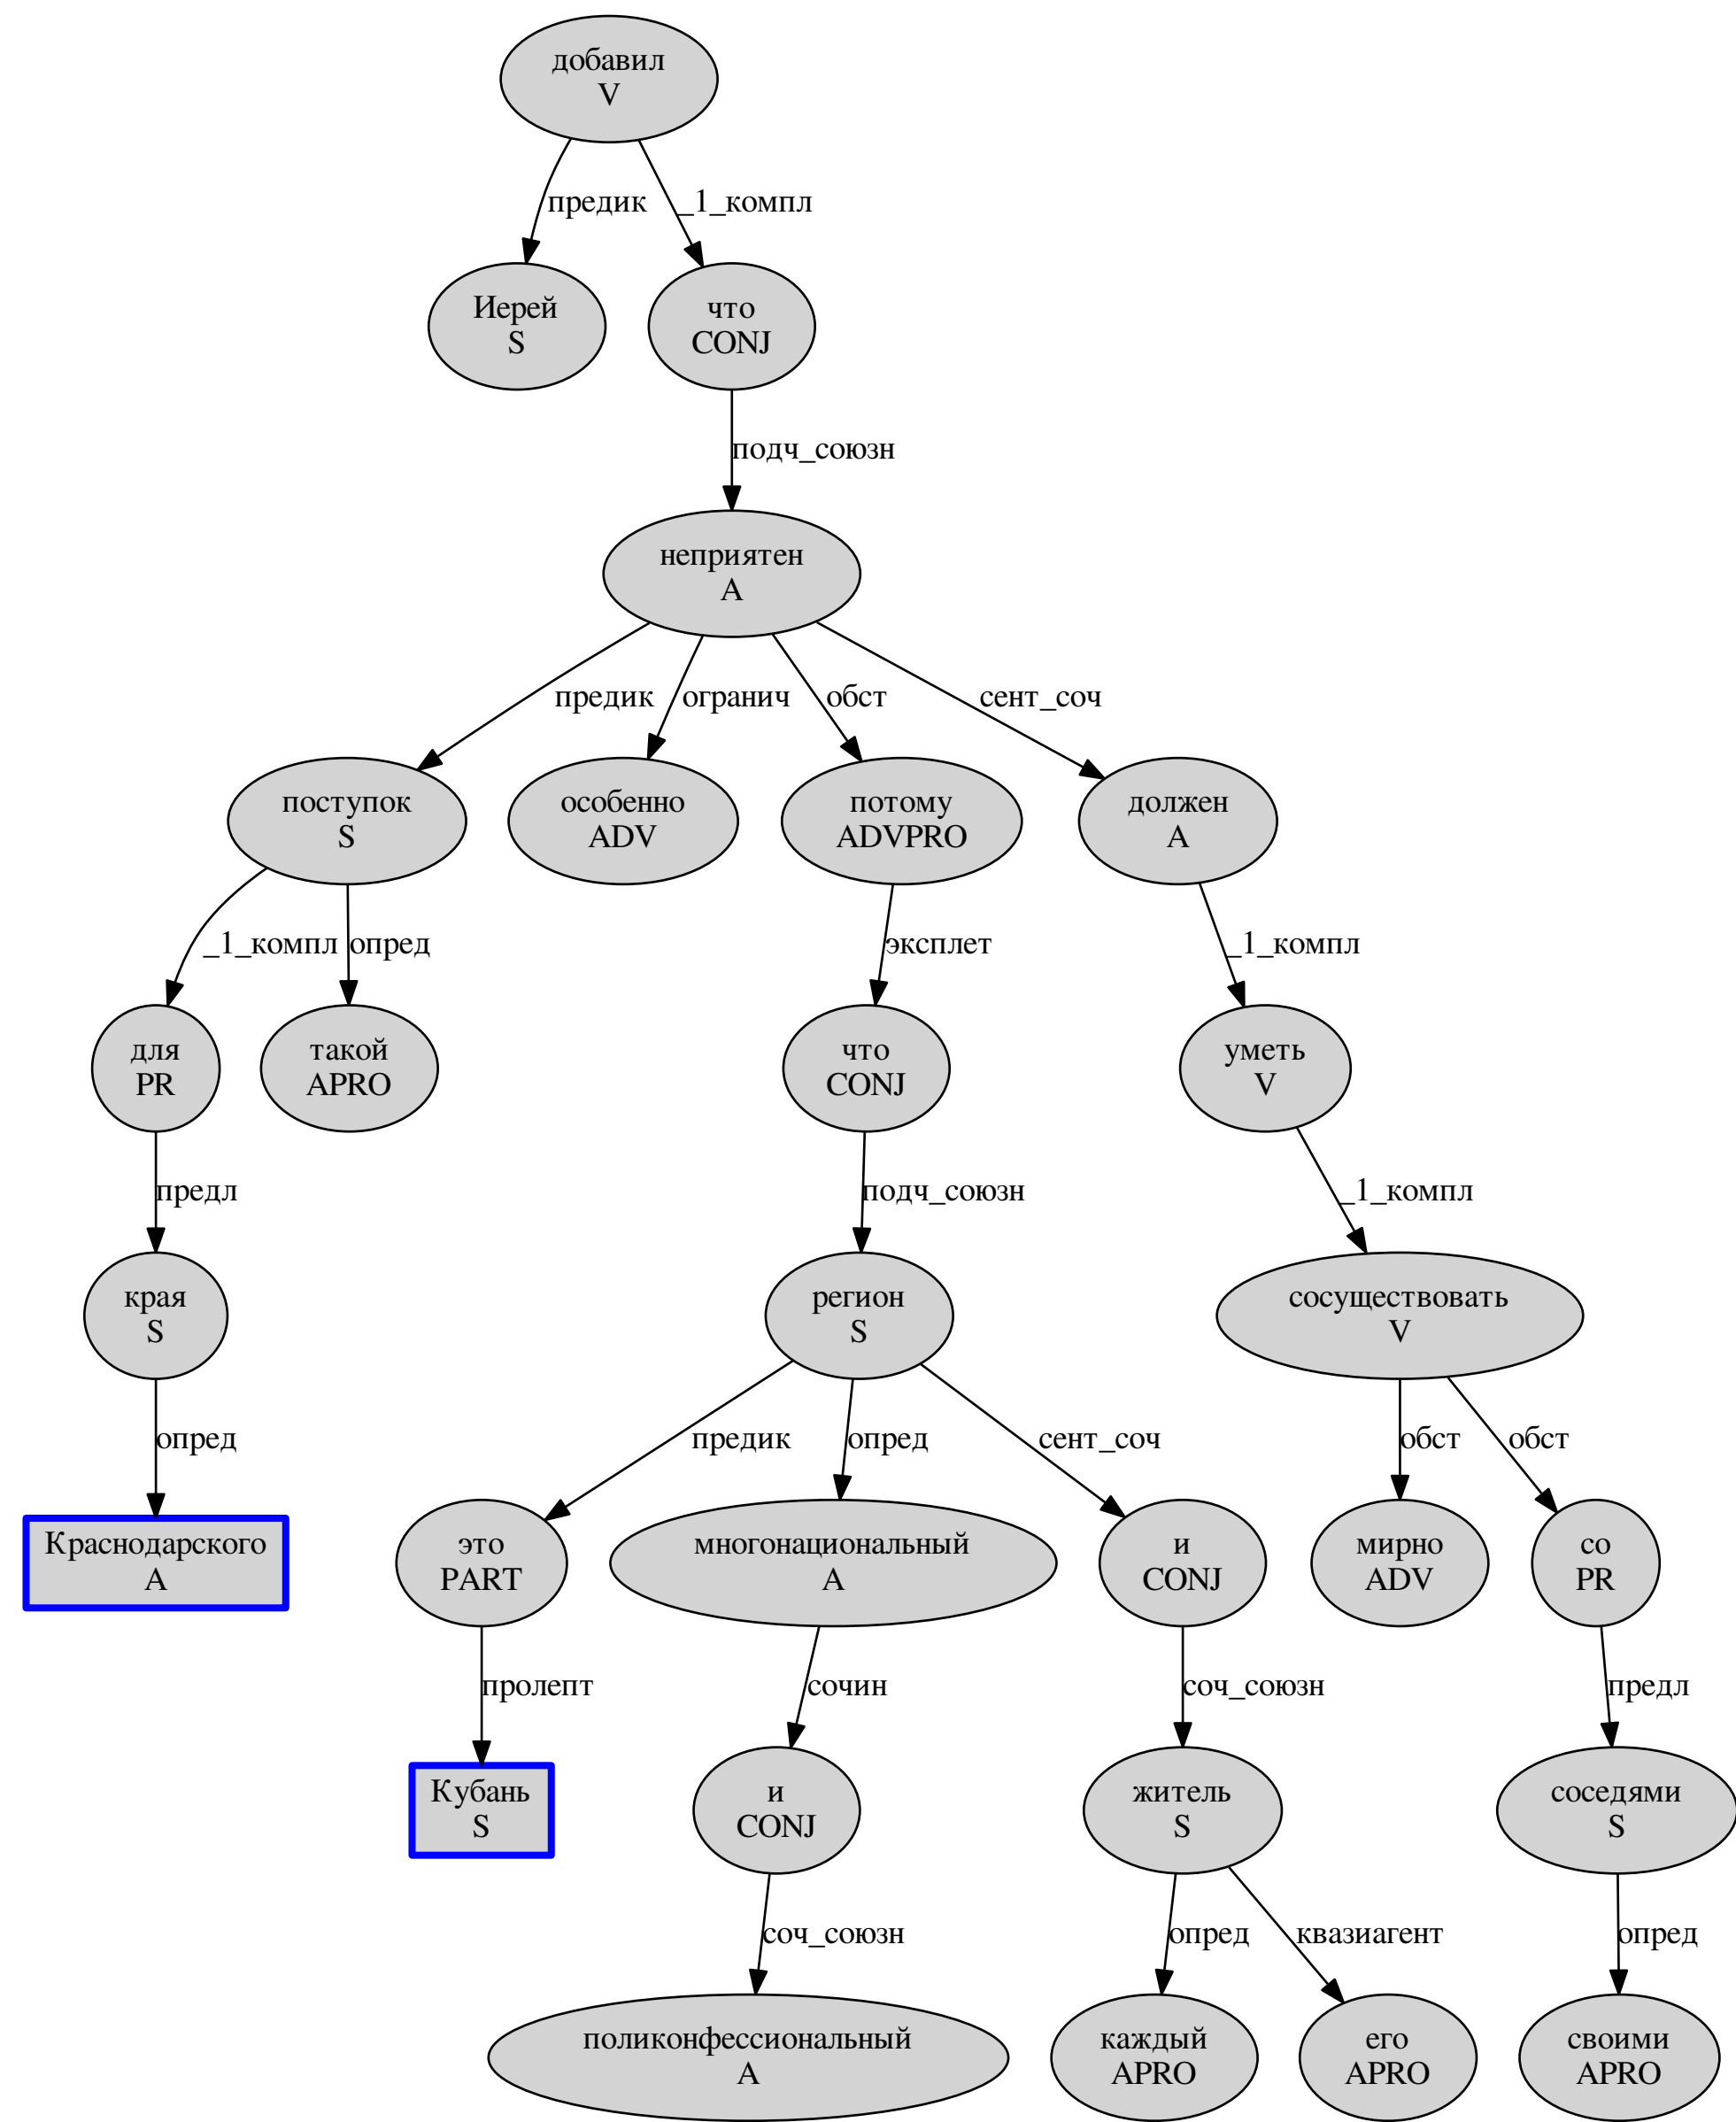 добавил
V
предик
_1_компл
Иерей
S
что
CONJ
подч_союзн
неприятен
A
предик
огранич
обст
сент_соч
поступок
S
особенно
ADV
потому
ADVPRO
должен
A
_1_компл
опред
эксплет
_1_компл
для
PR
такой
APRO
что
CONJ
уметь
V
предл
подч_союзн
_1_компл
края
S
регион
S
сосуществовать
V
опред
предик
опред
сент_соч
обст
обст
Краснодарского
A
это
PART
многонациональный
A
и
CONJ
мирно
ADV
со
PR
пролепт
сочин
соч_союзн
предл
Кубань
S
и
CONJ
житель
S
соседями
S
соч_союзн
опред
квазиагент
опред
поликонфессиональный
A
каждый
APRO
его
APRO
своими
APRO